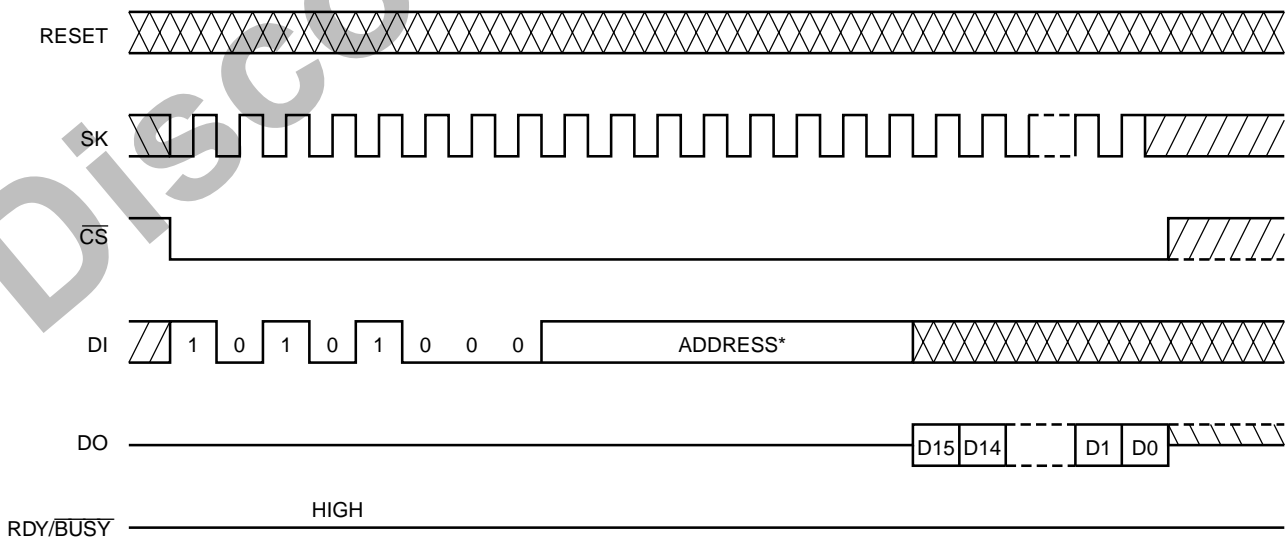 RESET
SK
CS
DI 1 0 1 0 1 0 0 0 ADDRESS*
DO D15 D14 D1 D0
HIGH
RDY/BUSY
Disco